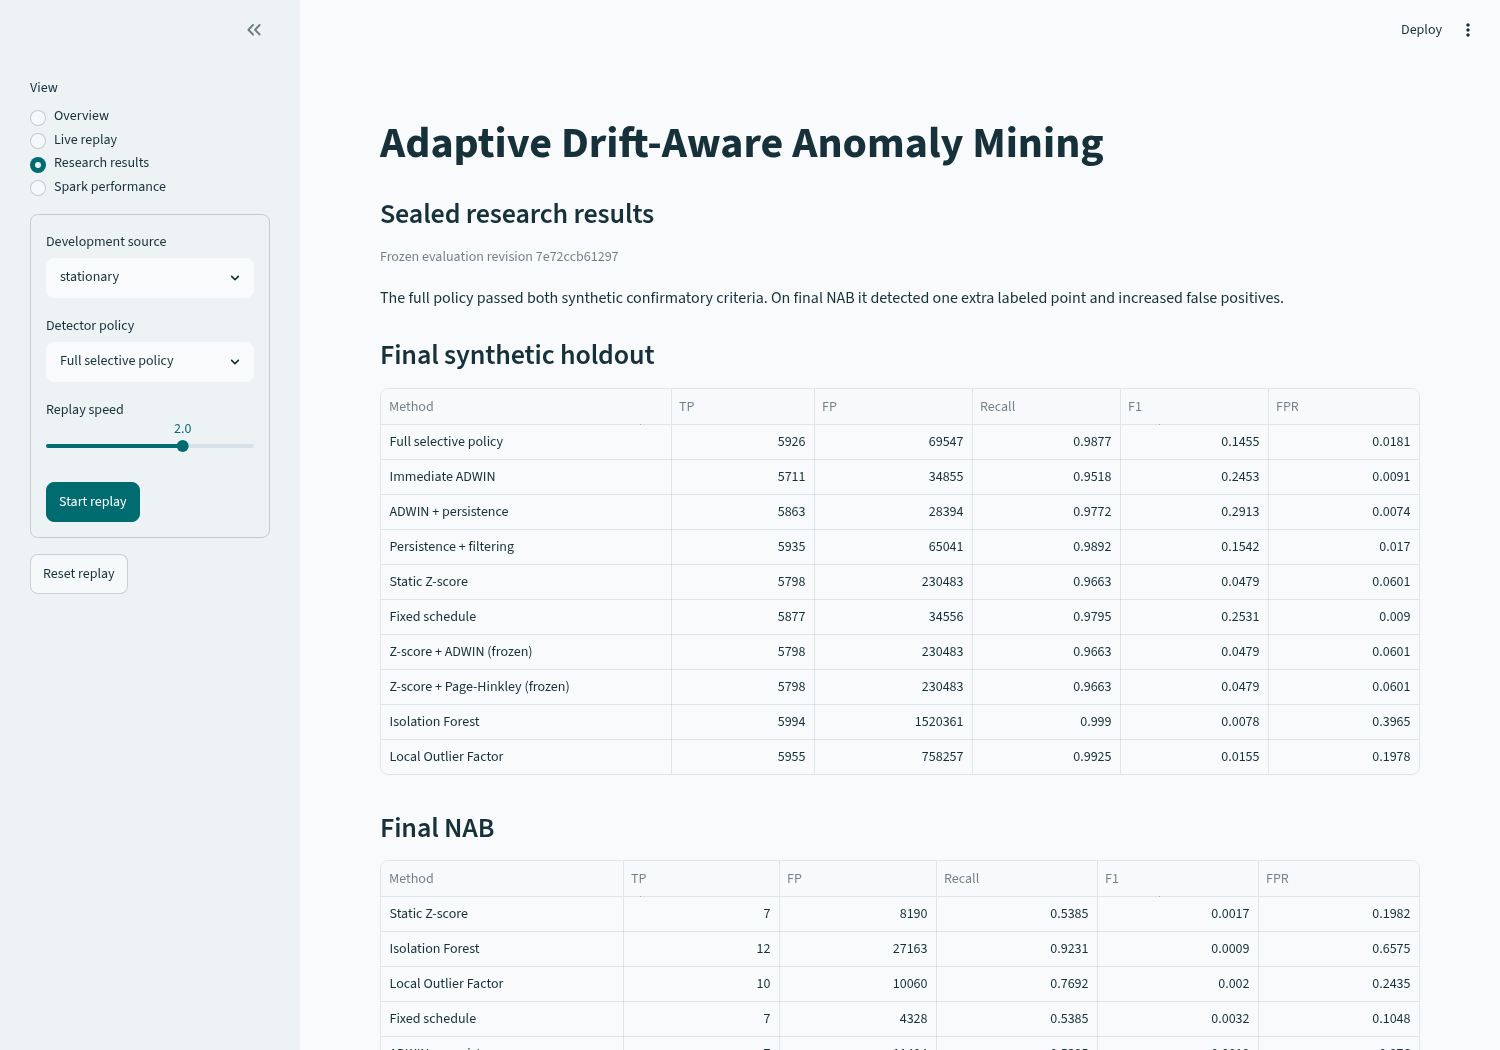 Deploy
View
Overview
Live replay
Research results
Spark performance
Development source
stationary
Detector policy
Full selective policy
Replay speed
2.0
Start replay
Reset replay
Adaptive Drift-Aware Anomaly Mining
Sealed research results
Frozen evaluation revision 7e72ccb61297
The full policy passed both synthetic confirmatory criteria. On final NAB it detected one extra labeled point and increased false positives.
Final synthetic holdout
Method TP FP Recall F1 FPR
Full selective policy 5926 69547 0.9877 0.1455 0.0181
Immediate ADWIN 5711 34855 0.9518 0.2453 0.0091
ADWIN + persistence 5863 28394 0.9772 0.2913 0.0074
Persistence + filtering 5935 65041 0.9892 0.1542 0.017
Static Z-score 5798 230483 0.9663 0.0479 0.0601
Fixed schedule 5877 34556 0.9795 0.2531 0.009
Z-score + ADWIN (frozen) 5798 230483 0.9663 0.0479 0.0601
Z-score + Page-Hinkley (frozen) 5798 230483 0.9663 0.0479 0.0601
Isolation Forest 5994 1520361 0.999 0.0078 0.3965
Local Outlier Factor 5955 758257 0.9925 0.0155 0.1978
Final NAB
Method TP FP Recall F1 FPR
Static Z-score 7 8190 0.5385 0.0017 0.1982
Isolation Forest 12 27163 0.9231 0.0009 0.6575
Local Outlier Factor 10 10060 0.7692 0.002 0.2435
Fixed schedule 7 4328 0.5385 0.0032 0.1048